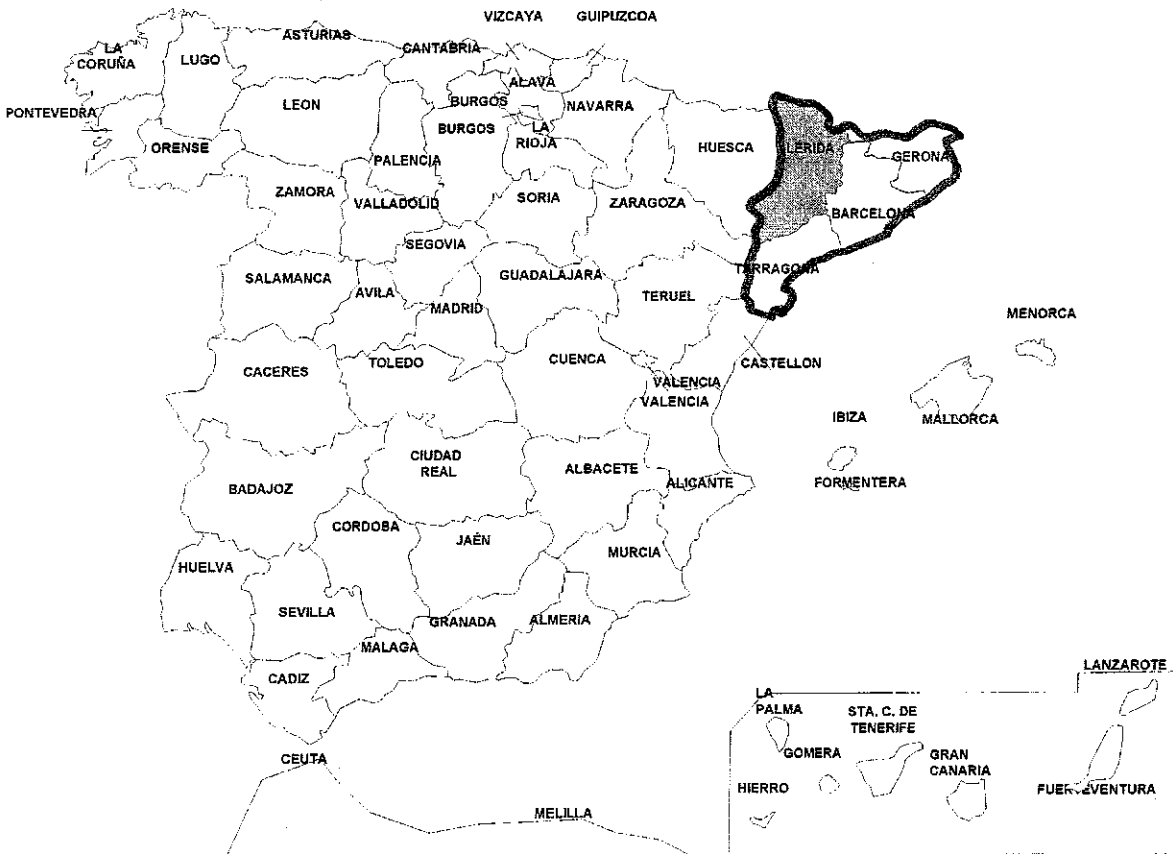 VIZCAYA
GUIPUZCOA
ASTURIAS
CANTABRIA
LA
CORUÑA
LUGO
ALAVA
PONTEVEDRA
LEON
BURGOS
NAVARRA
BURGOS
LA
RIOJA
ORENSE
PALENCIA
HUESCA
LERIDA
GERONA
ZAMORA
VALLADOLID
SORIA
ZARAGOZA
BARCELONA
SEGOVIA
SALAMANCA
AVILA
MADRID
GUADALAJARA
TERUEL
TARRAGONA
MENORCA
CACERES
TOLEDO
CUENCA
CASTELLON
VALENCIA
VALENCIA
IBIZA
MALLORCA
CIUDAD
REAL
ALBACETE
ALICANTE
FORMENTERA
BADAJOZ
CORDOBA
JAÉN
MURCIA
HUELVA
SEVILLA
GRANADA
ALMERIA
MALAGA
CADIZ
LANZAROTE
LA
PALMA
STA. C. DE
TENERIFE
CEUTA
GOMERA
GRAN
CANARIA
HIERRO
FUERTEVENTURA
MELILLA